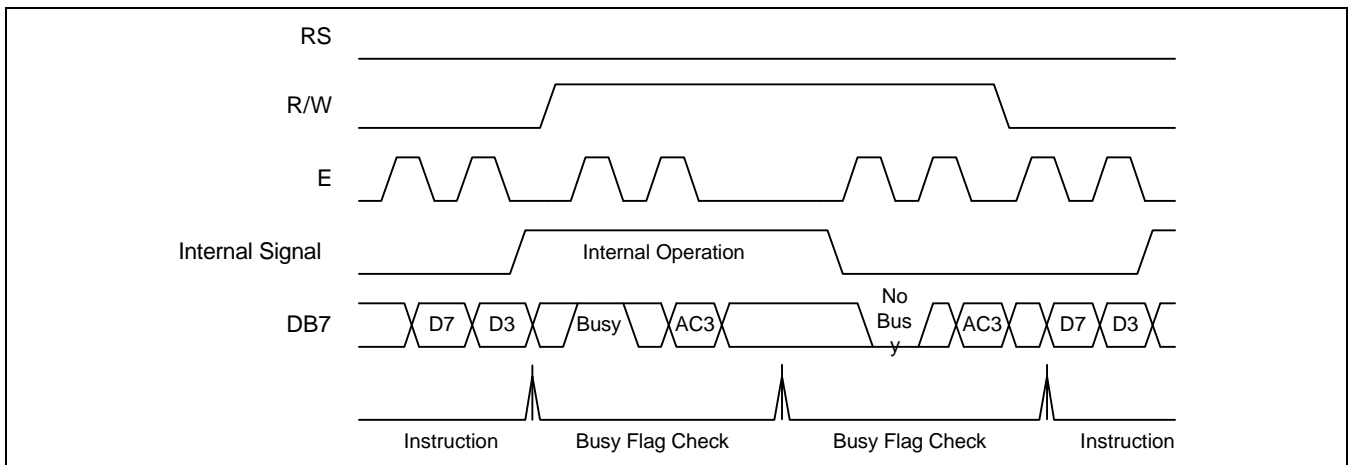 RS
R/W
E
Internal Signal
Internal Operation
DB7
D7
D3
Busy
AC3
No
Bus
y
AC3
D7
D3
Instruction
Busy Flag Check
Busy Flag Check
Instruction